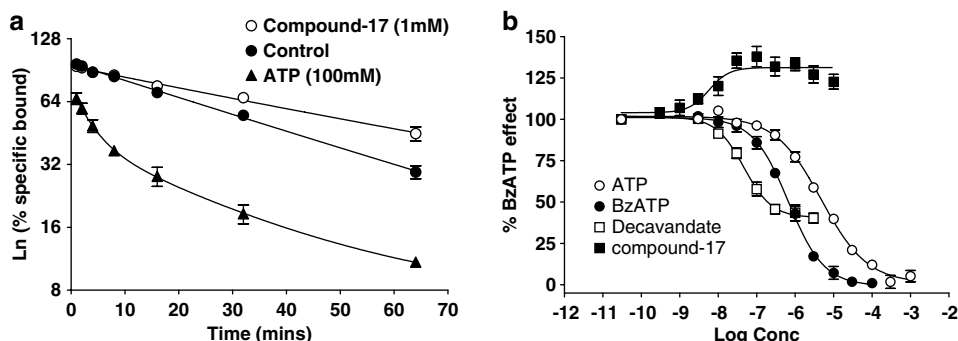 a
Compound-17 (1mM)
Control
ATP (100mM)
Ln (% specific bound)
128
64
32
16
8
0 10 20 30 40 50 60 70
Time (mins)
b
% BzATP effect
150
125
100
75
50
25
0
ATP
BzATP
Decavandate
compound-17
-12 -11 -10 -9 -8 -7 -6 -5 -4 -3 -2
Log Conc